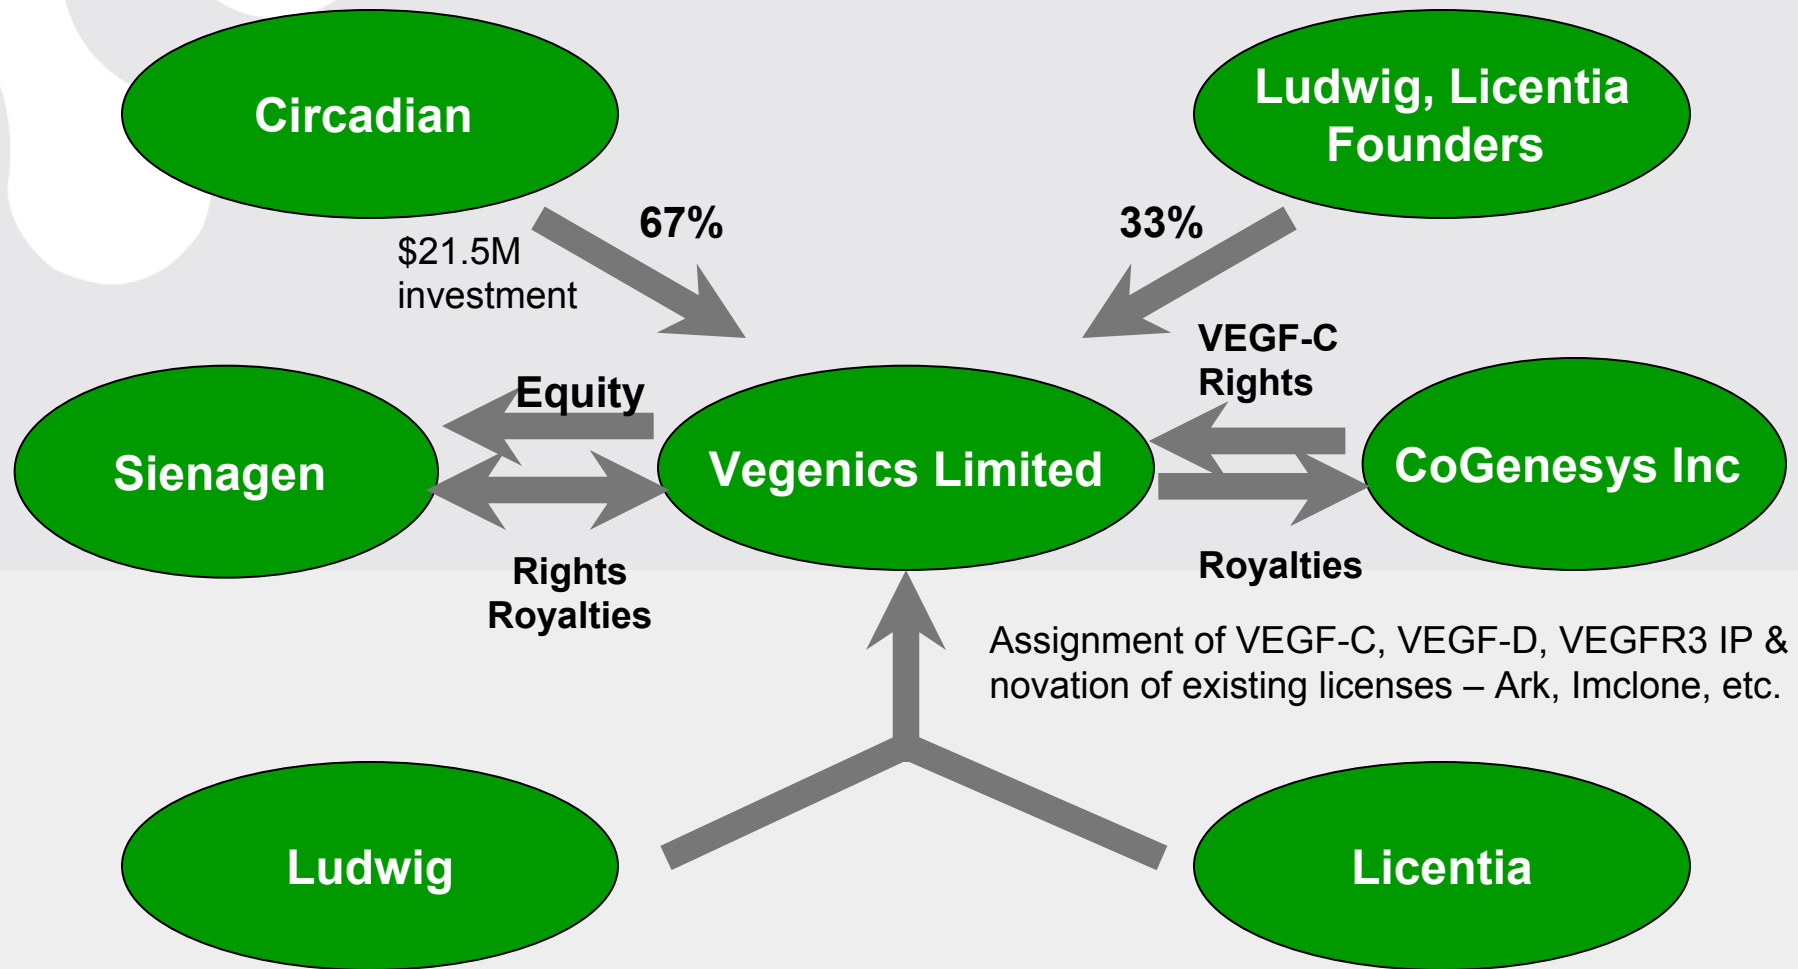 Circadian
Ludwig, Licentia
Founders
67%
33%
$21.5M
investment
VEGF-C
Rights
Equity
Sienagen
Vegenics Limited
CoGenesys Inc
Rights
Royalties
Royalties
Assignment of VEGF-C, VEGF-D, VEGFR3 IP &
novation of existing licenses – Ark, Imclone, etc.
Ludwig
Licentia